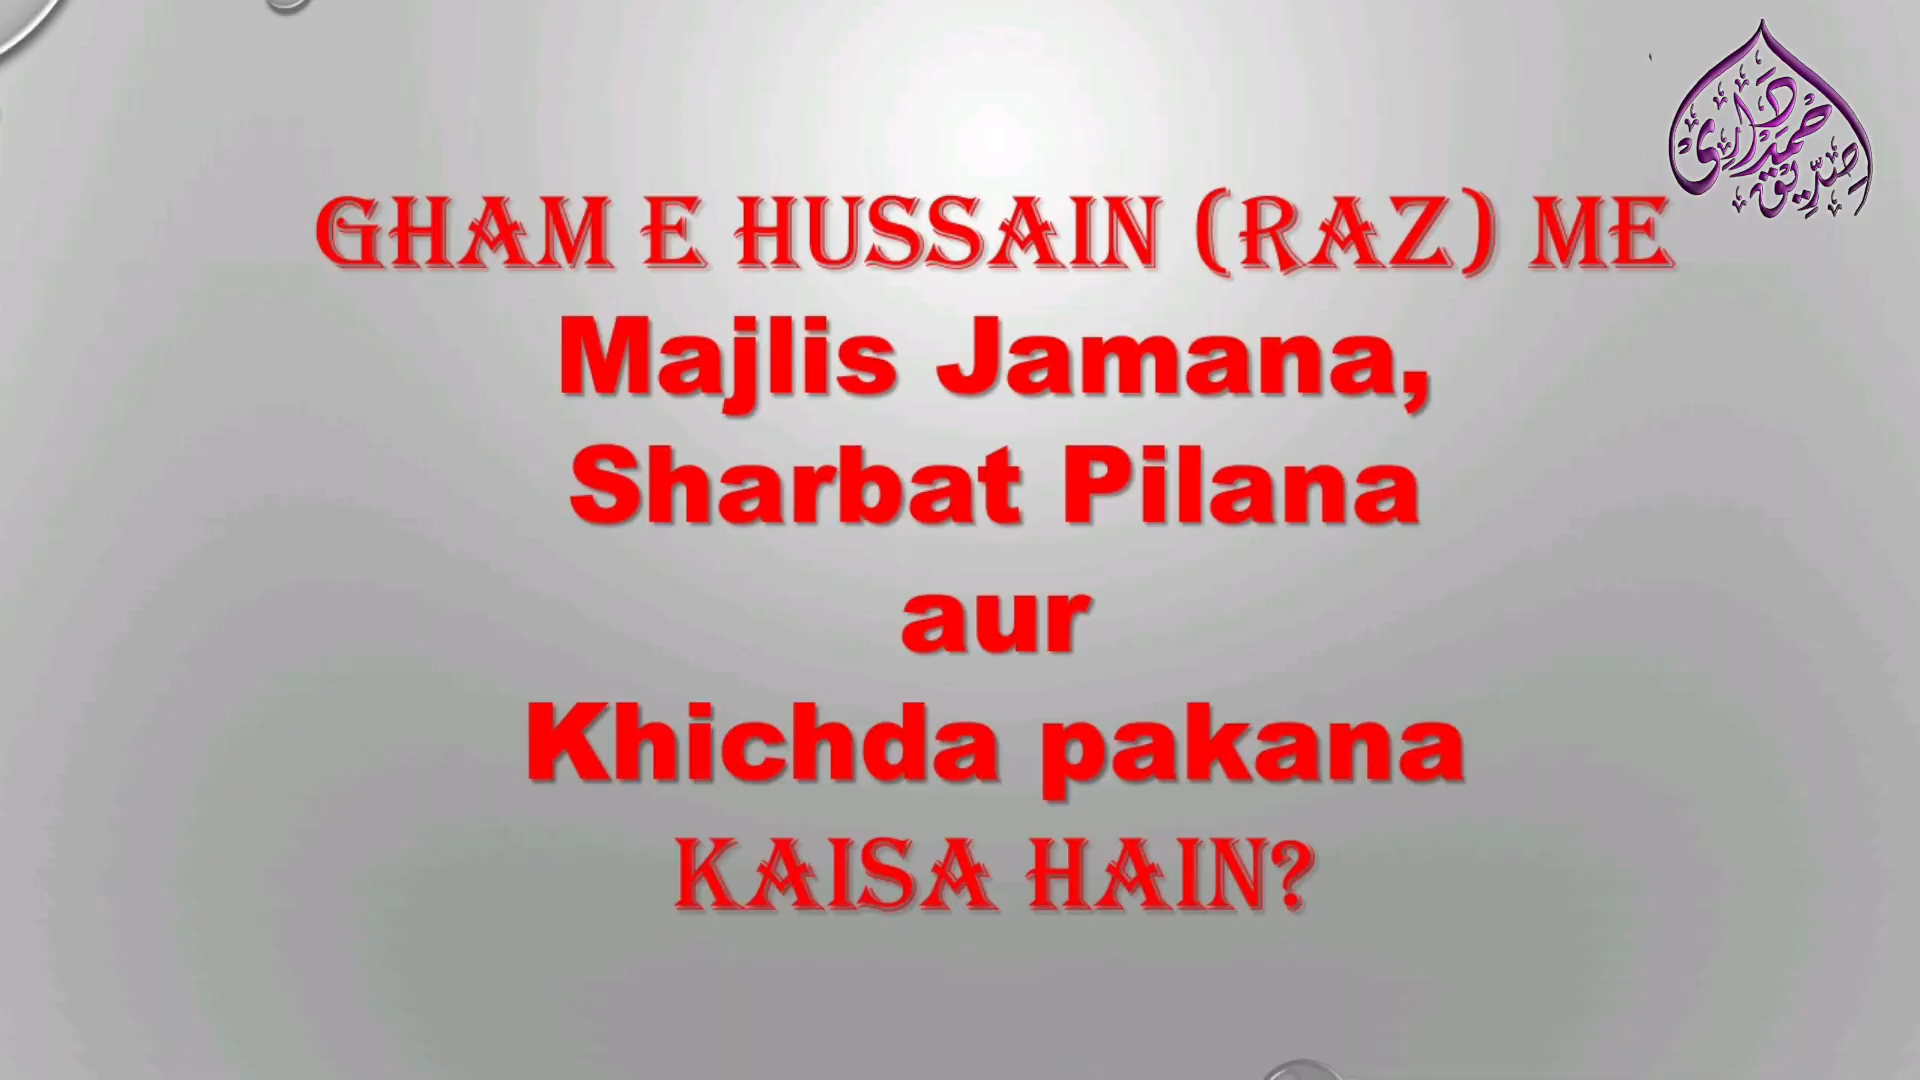 GHAM E HUSSAIN (RAZ) ME
Majlis Jamana,
Sharbat Pilana
aur
Khichda pakana
KAISA HAIN?